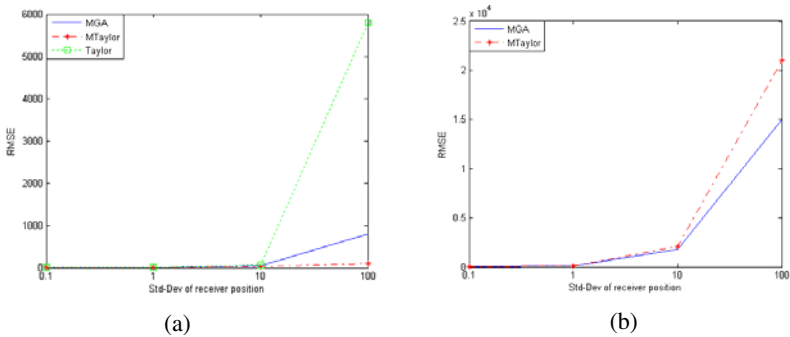 MGA
MTaylor
Taylor
6000
5000
4000
3000
2000
1000
0
RMSE
0.1
1
10
100
Std-Dev of receiver position
(a)
x 10⁴
MGA
MTaylor
2.5
2
1.5
1
0.5
0
RMSE
0.1
1
10
100
Std-Dev of receiver position
(b)